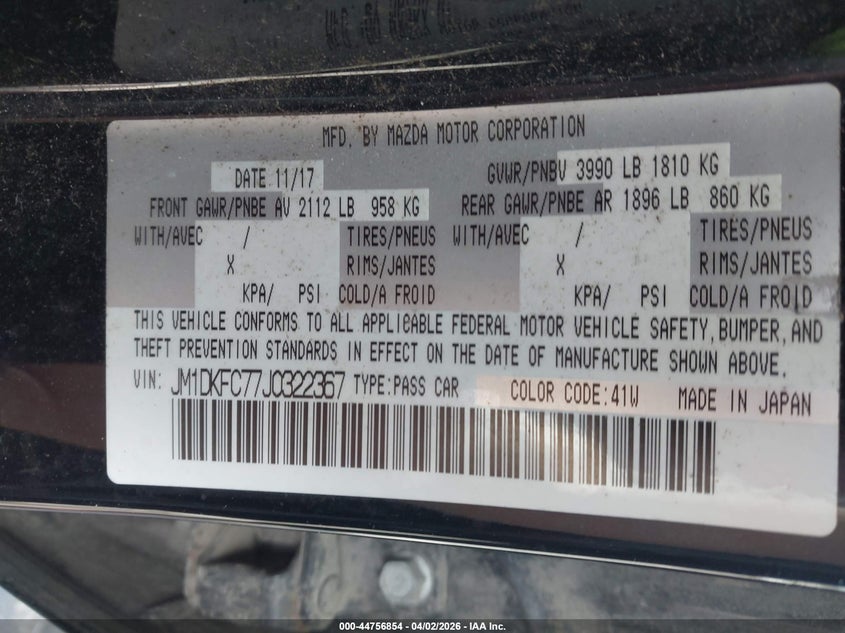 MFD. BY MAZDA MOTOR CORPORATION
DATE 11/17 GVWR/PNBV 3990 LB 1810 KG
FRONT GAWR/PNBE AV 2112 LB 958 KG REAR GAWR/PNBE AR 1896 LB 860 KG
WITH/AVEC / TIRES/PNEUS WITH/AVEC / TIRES/PNEUS
X RIMS/JANTES X RIMS/JANTES
KPA/ PSI COLD/A FROID KPA/ PSI COLD/A FROID
THIS VEHICLE CONFORMS TO ALL APPLICABLE FEDERAL MOTOR VEHICLE SAFETY, BUMPER, AND
THEFT PREVENTION STANDARDS IN EFFECT ON THE DATE OF MANUFACTURE SHOWN ABOVE.
VIN: JM1DKFC77J0322367 TYPE:PASS CAR COLOR CODE:41W MADE IN JAPAN
000-44756854 - 04/02/2026 - IAA Inc.